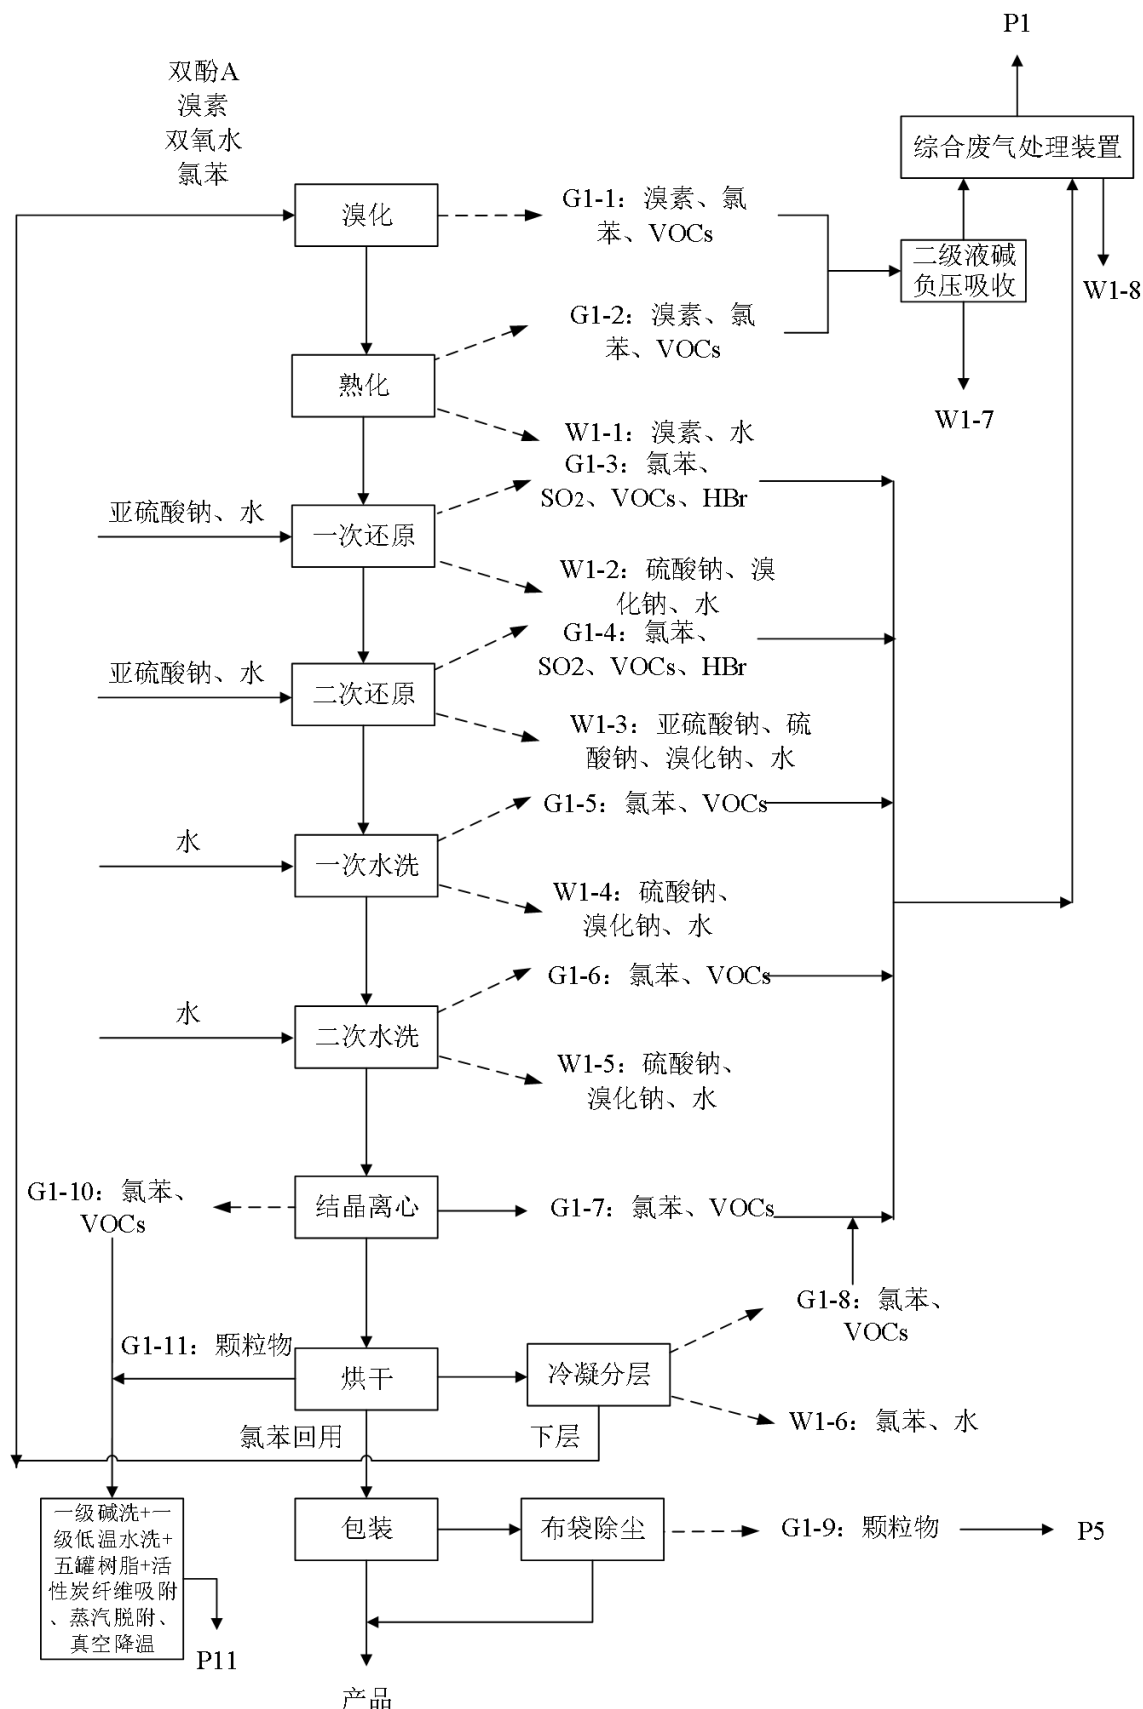 P1
双酚A
溴素
双氧水
氯苯
综合废气处理装置
溴化
G1-1：溴素、氯
苯、VOCs
二级液碱
负压吸收
W1-8
G1-2：溴素、氯
苯、VOCs
熟化
W1-7
W1-1：溴素、水
G1-3：氯苯、
SO2、VOCs、HBr
亚硫酸钠、水
一次还原
W1-2：硫酸钠、溴
化钠、水
G1-4：氯苯、
SO2、VOCs、HBr
亚硫酸钠、水
二次还原
W1-3：亚硫酸钠、硫
酸钠、溴化钠、水
G1-5：氯苯、VOCs
水
一次水洗
W1-4：硫酸钠、
溴化钠、水
G1-6：氯苯、VOCs
水
二次水洗
W1-5：硫酸钠、
溴化钠、水
G1-10：氯苯、
VOCs
结晶离心
G1-7：氯苯、VOCs
G1-8：氯苯、
VOCs
G1-11：颗粒物
烘干
冷凝分层
W1-6：氯苯、水
氯苯回用
下层
一级碱洗+一
级低温水洗+
五罐树脂+活
性炭纤维吸附
、蒸汽脱附、
真空降温
包装
布袋除尘
G1-9：颗粒物
P5
P11
产品